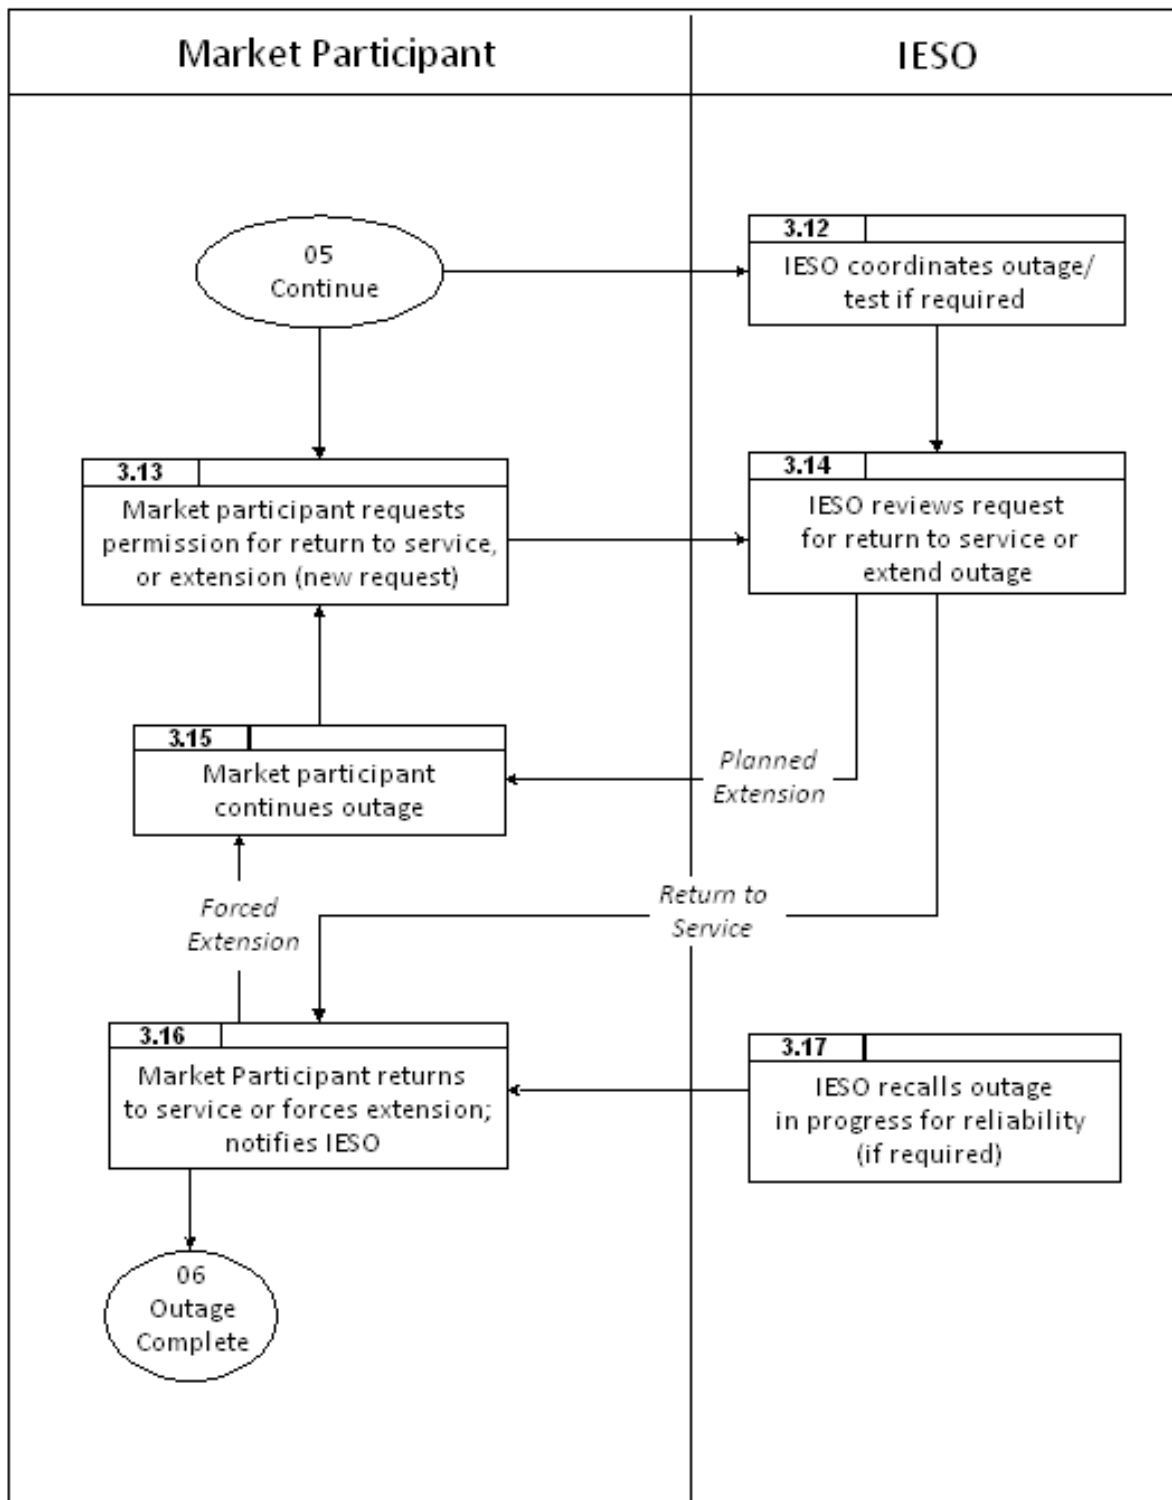 Market Participant
IESO
05
Continue
3.12
IESO coordinates outage/
test if required
3.13
Market participant requests
permission for return to service,
or extension (new request)
3.14
IESO reviews request
for return to service or
extend outage
3.15
Market participant
continues outage
Planned
Extension
Forced
Extension
Return to
Service
3.16
Market Participant returns
to service or forces extension;
notifies IESO
3.17
IESO recalls outage
in progress for reliability
(if required)
06
Outage
Complete